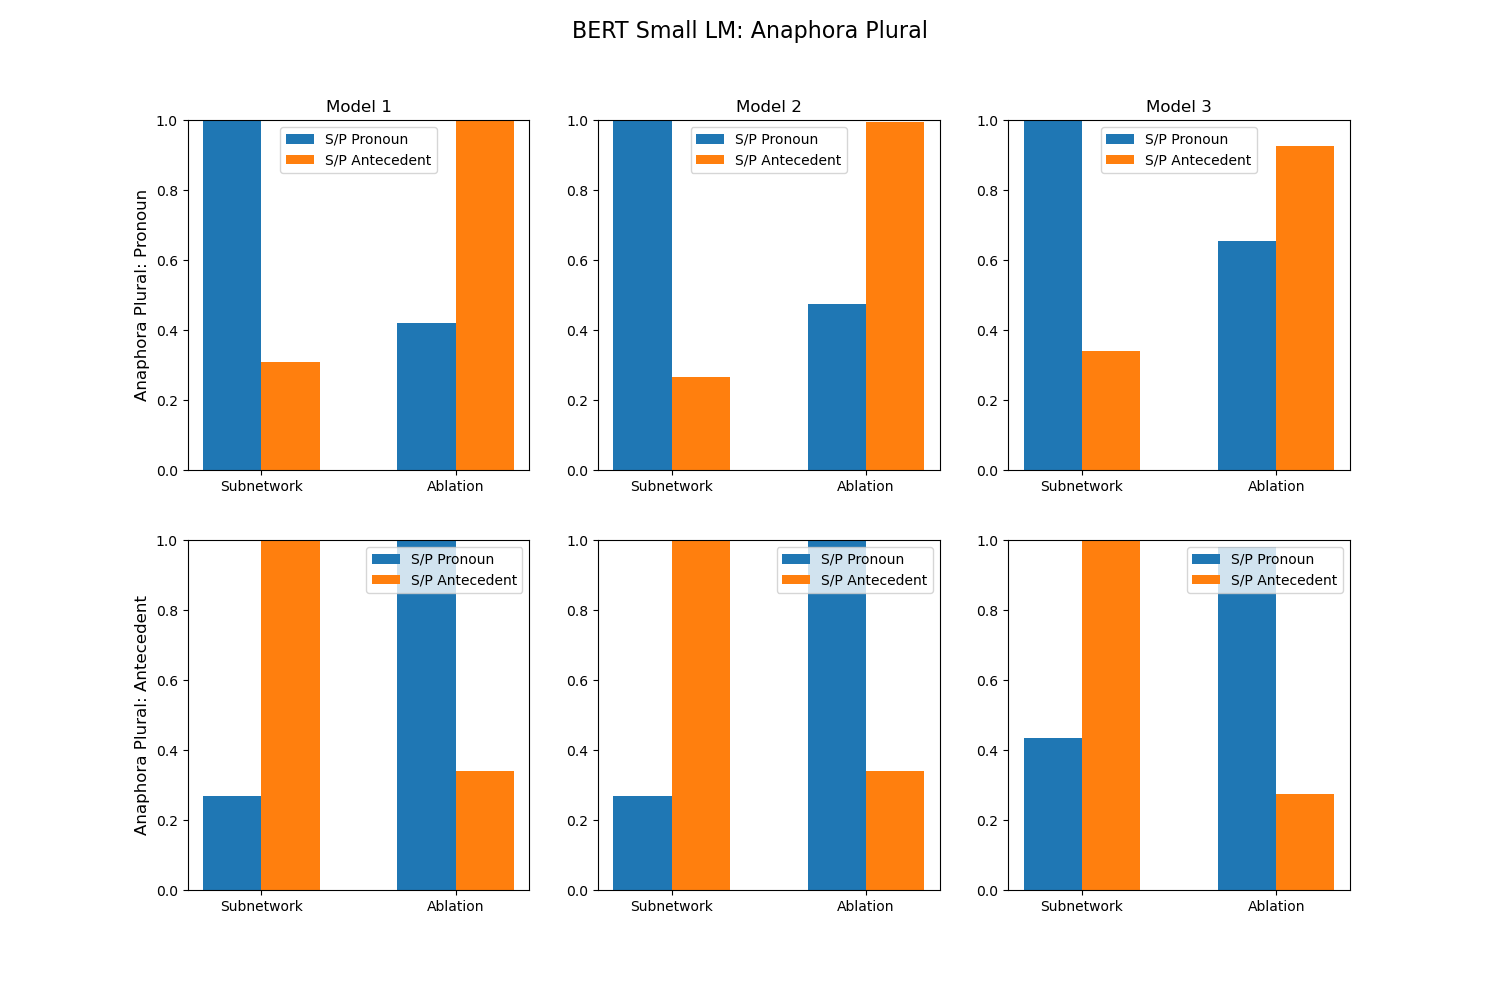 BERT Small LM: Anaphora Plural
Model 1
Model 2
Model 3
Anaphora Plural: Pronoun
1.0
0.8
0.6
0.4
0.2
0.0
S/P Pronoun
S/P Antecedent
Subnetwork
Ablation
1.0
0.8
0.6
0.4
0.2
0.0
S/P Pronoun
S/P Antecedent
Subnetwork
Ablation
1.0
0.8
0.6
0.4
0.2
0.0
S/P Pronoun
S/P Antecedent
Subnetwork
Ablation
Anaphora Plural: Antecedent
1.0
0.8
0.6
0.4
0.2
0.0
S/P Pronoun
S/P Antecedent
Subnetwork
Ablation
1.0
0.8
0.6
0.4
0.2
0.0
S/P Pronoun
S/P Antecedent
Subnetwork
Ablation
1.0
0.8
0.6
0.4
0.2
0.0
S/P Pronoun
S/P Antecedent
Subnetwork
Ablation